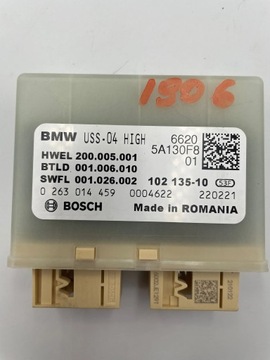 1906
BMW USS-04 HIGH 6620
5A130F8
01
HWEL 200.005.001
BTLD 001.006.010
SWFL 001.026.002 102 135-10
0 263 014 459 0004622 220221
BOSCH Made in ROMANIA